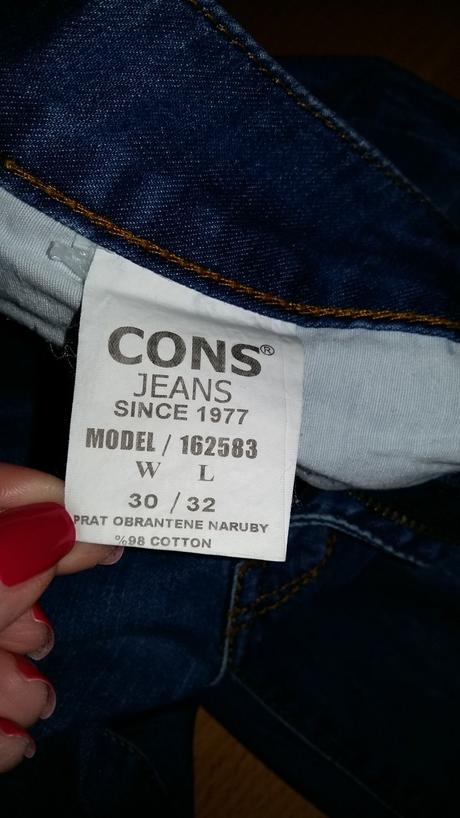 CONS®
JEANS
SINCE 1977
MODEL / 162583
W L
30 / 32
PRAT OBRANTENE NARUBY
%98 COTTON